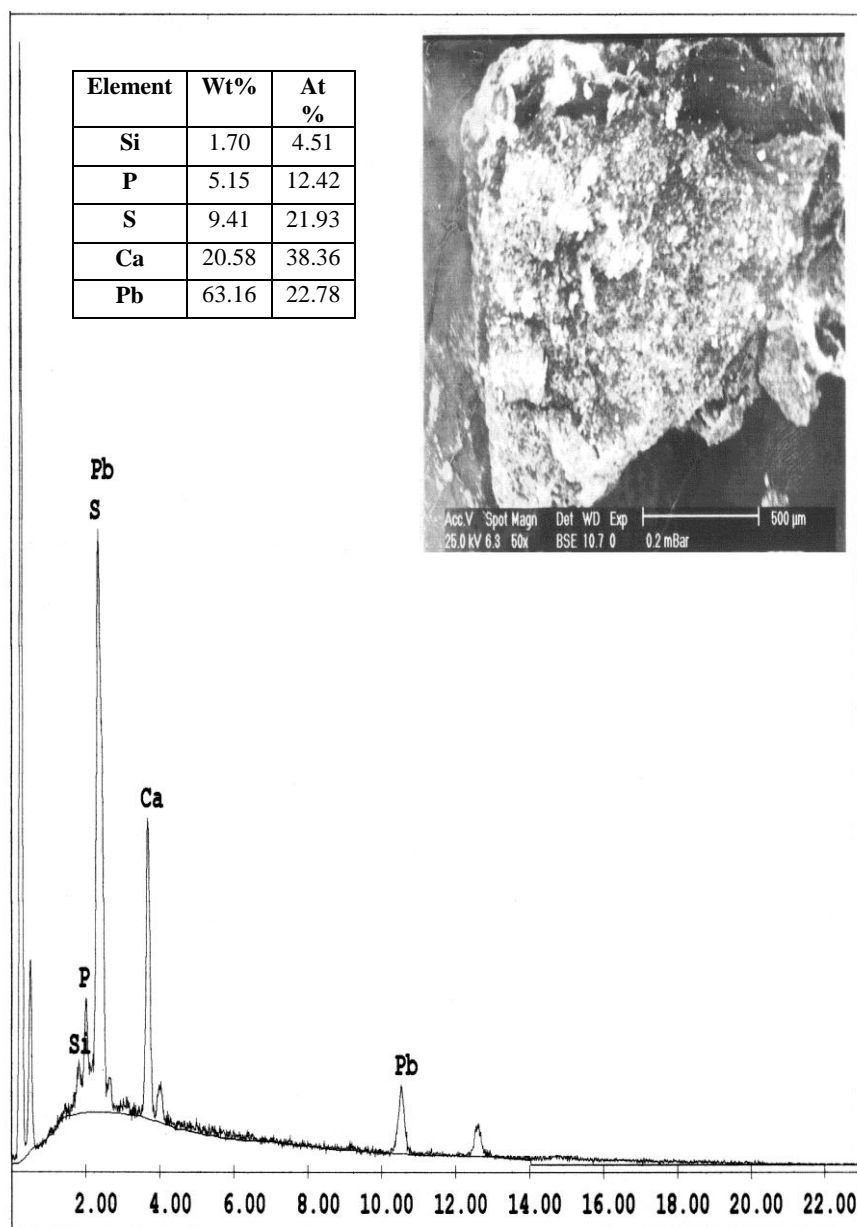 Element Wt% At
%
Si 1.70 4.51
P 5.15 12.42
S 9.41 21.93
Ca 20.58 38.36
Pb 63.16 22.78
Acc.V Spot Magn Det WD Exp 500 µm
25.0 kV 6.3 50x BSE 10.7 0 0.2 mBar
Pb
S
Ca
P
Si
Pb
2.00 4.00 6.00 8.00 10.00 12.00 14.00 16.00 18.00 20.00 22.00